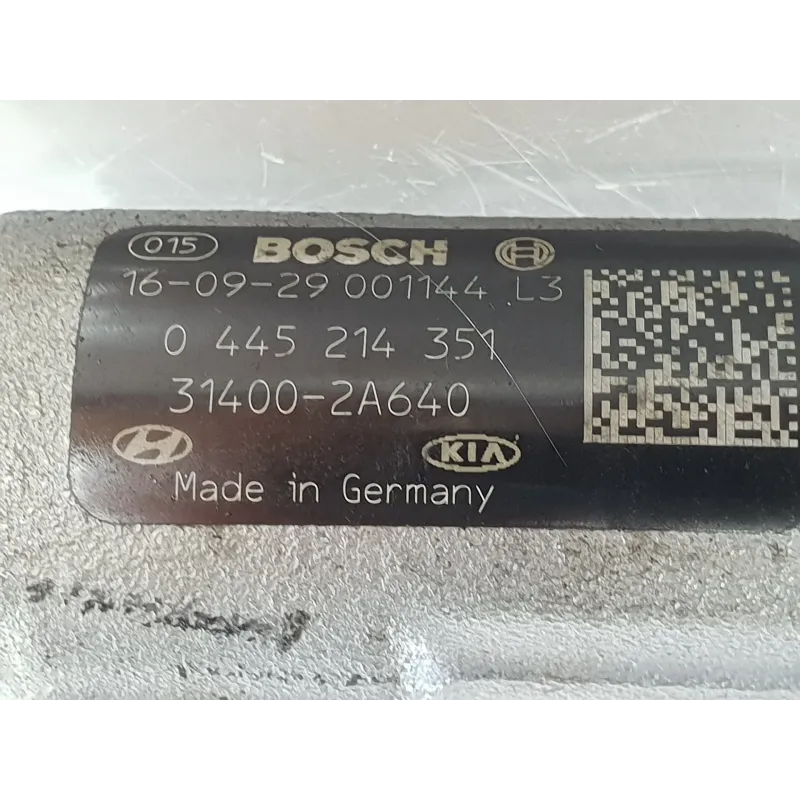 015 BOSCH
16-09-29 001144 L3
0 445 214 351
31400-2A640
KIA
Made in Germany